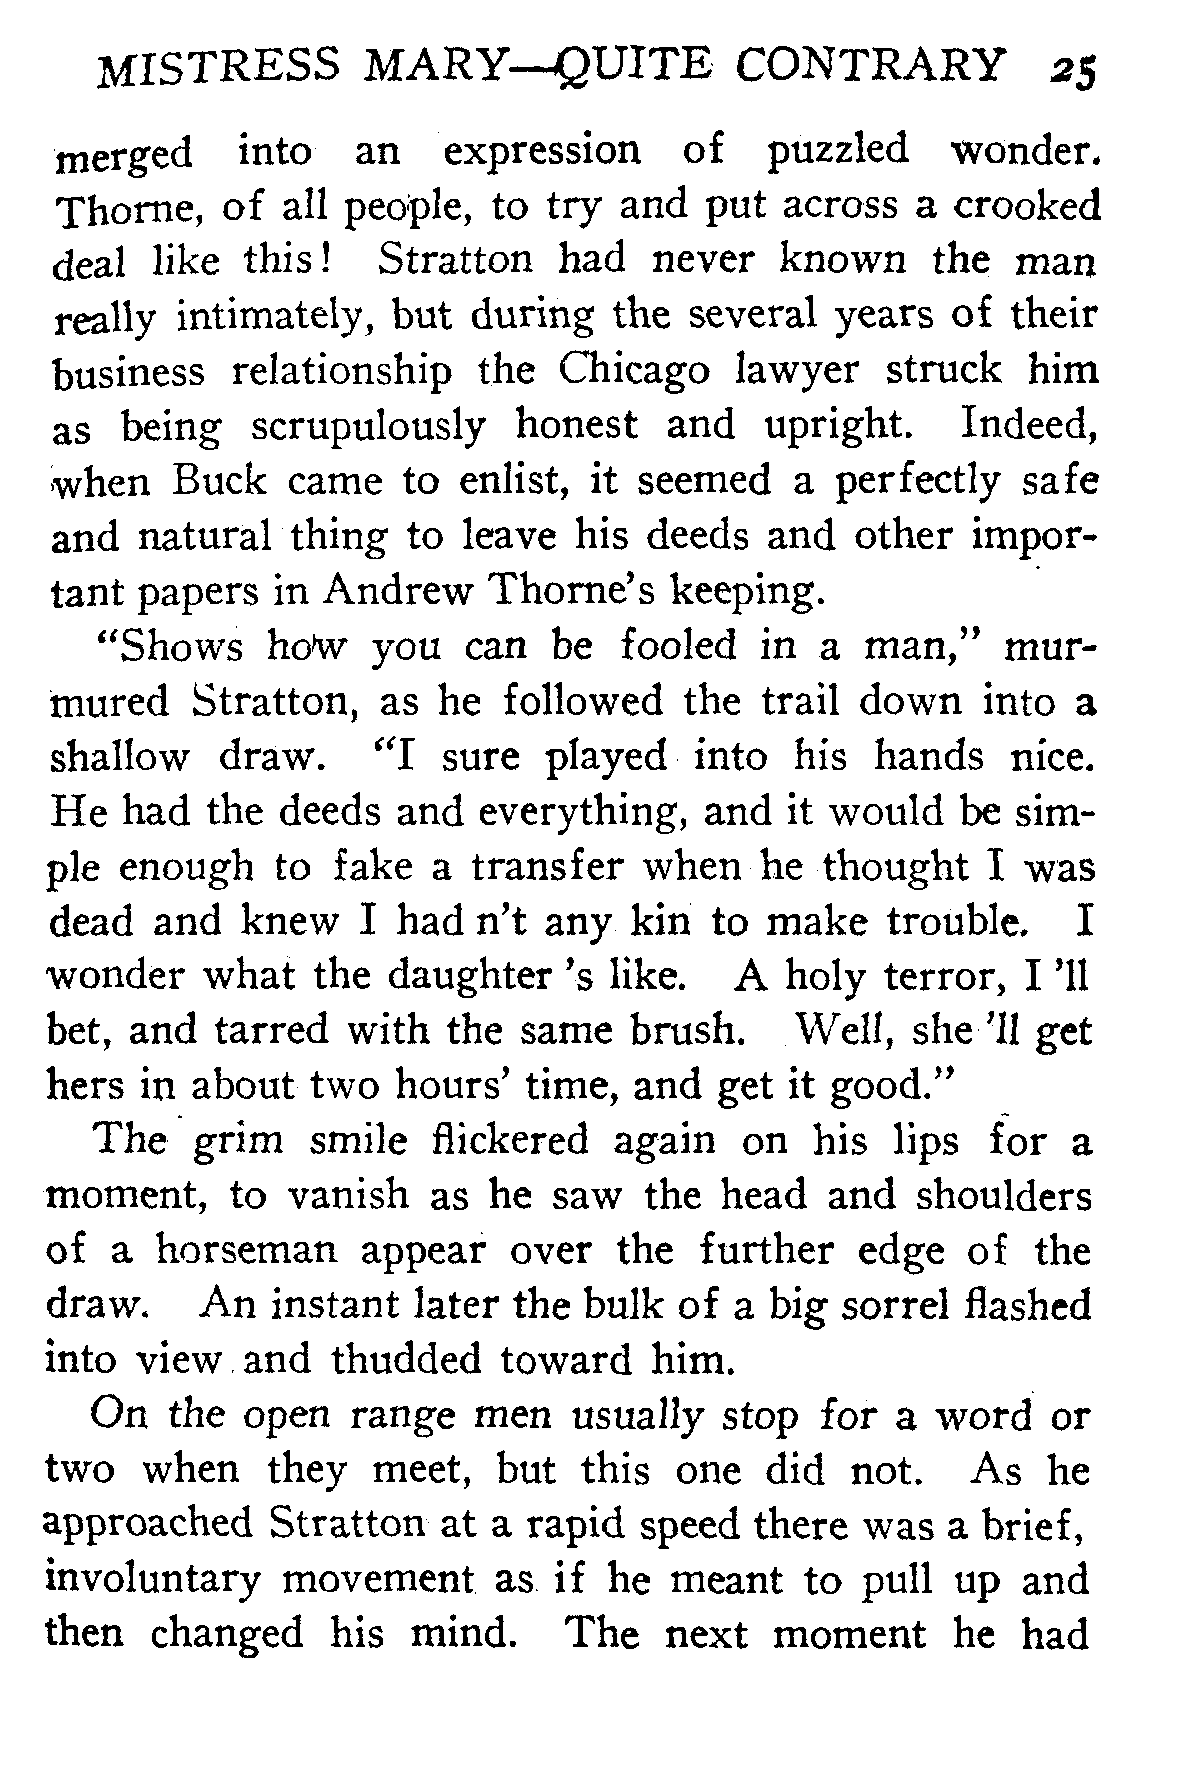 MISTRESS MARY—QUITE CONTRARY 25
merged into an expression of puzzled wonder.
Thorne, of all people, to try and put across a crooked
deal like this! Stratton had never known the man
really intimately, but during the several years of their
business relationship the Chicago lawyer struck him
as being scrupulously honest and upright. Indeed,
when Buck came to enlist, it seemed a perfectly safe
and natural thing to leave his deeds and other impor-
tant papers in Andrew Thorne's keeping.
"Shows how you can be fooled in a man," mur-
mured Stratton, as he followed the trail down into a
shallow draw. "I sure played into his hands nice.
He had the deeds and everything, and it would be sim-
ple enough to fake a transfer when he thought I was
dead and knew I had n't any kin to make trouble. I
wonder what the daughter 's like. A holy terror, I 'll
bet, and tarred with the same brush. Well, she 'll get
hers in about two hours' time, and get it good."
The grim smile flickered again on his lips for a
moment, to vanish as he saw the head and shoulders
of a horseman appear over the further edge of the
draw. An instant later the bulk of a big sorrel flashed
into view and thudded toward him.
On the open range men usually stop for a word or
two when they meet, but this one did not. As he
approached Stratton at a rapid speed there was a brief,
involuntary movement as if he meant to pull up and
then changed his mind. The next moment he had